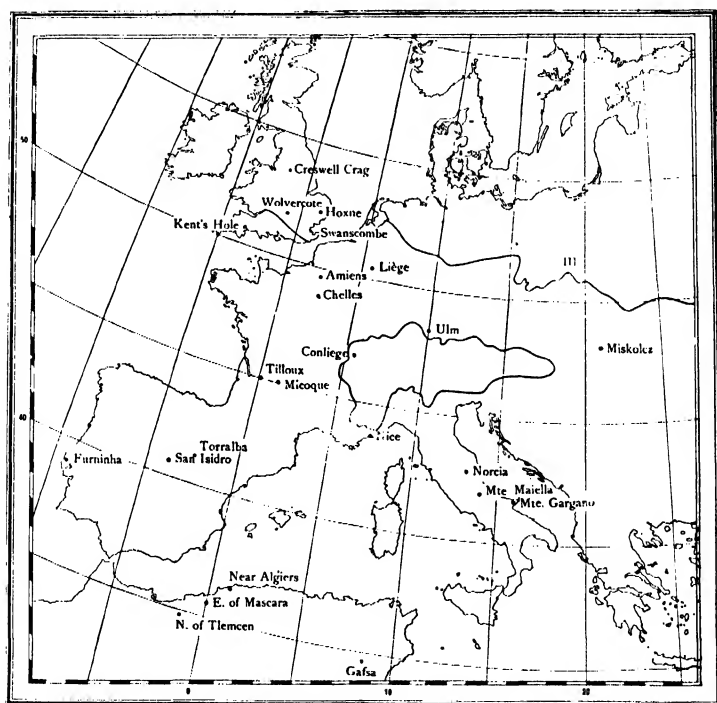 50
Creswell Crag
Wolvercote
Hoxne
Kent's Hole
Swanscombe
III
Liège
Amiens
Chelles
Ulm
Conliege
Miskolcz
Tilloux
Micoque
40
Torralba
Furninha
San Isidro
Norcia
Mte Maiella
Mte. Gargano
Near Algiers
E. of Mascara
N. of Tlemcen
Gafsa
0
10
20